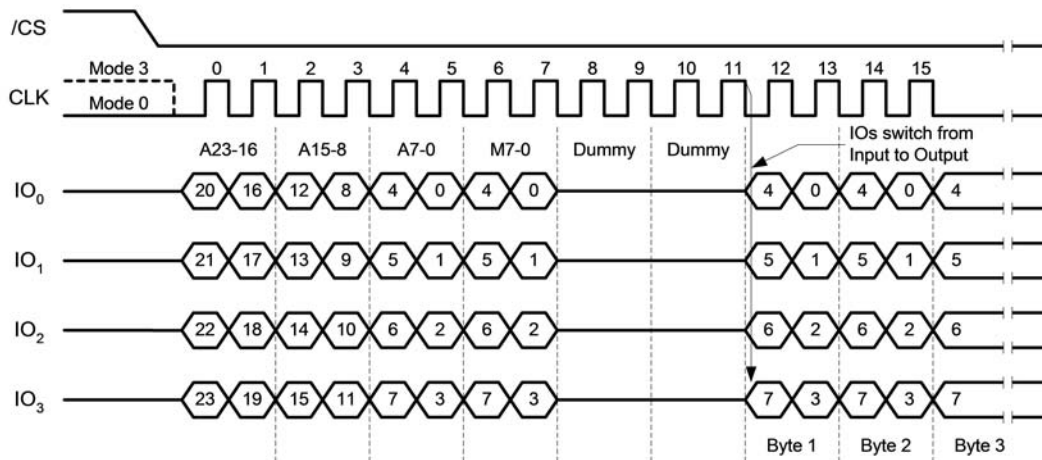 /CS
Mode 3 0 1 2 3 4 5 6 7 8 9 10 11 12 13 14 15
CLK
Mode 0
IOs switch from
Input to Output
A23-16 A15-8 A7-0 M7-0 Dummy Dummy
IO0 20 16 12 8 4 0 4 0 4 0 4 0 4
IO1 21 17 13 9 5 1 5 1 5 1 5 1 5
IO2 22 18 14 10 6 2 6 2 6 2 6 2 6
IO3 23 19 15 11 7 3 7 3 7 3 7 3 7
Byte 1 Byte 2 Byte 3